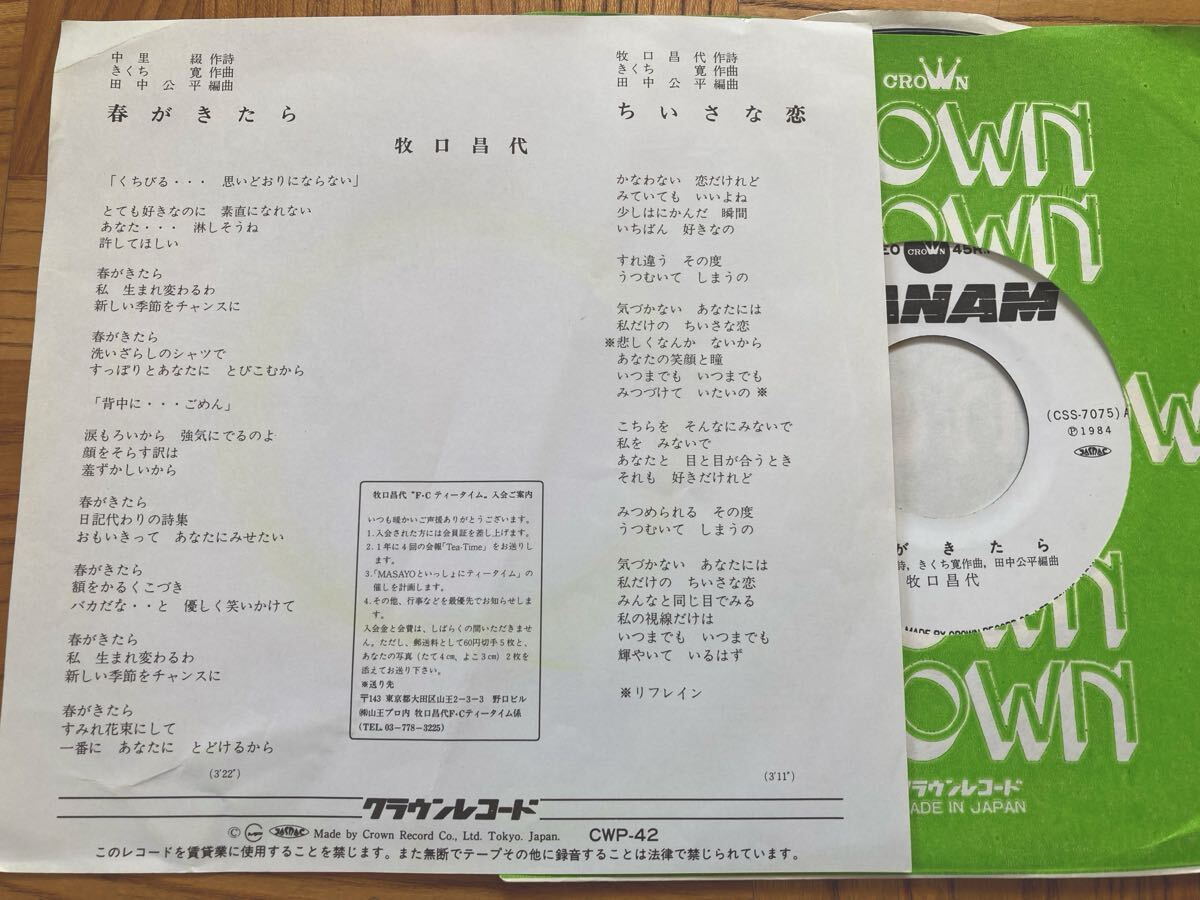 中里 綴 作詩
きくち 寛 作曲
田中公平 編曲
春がきたら
牧口昌代
「くちびる・・・ 思いどおりにならない」
とても好きなのに 素直になれない
あなた・・・ 淋しそうね
許してほしい
春がきたら
私 生まれ変わるわ
新しい季節をチャンスに
春がきたら
洗いざらしのシャツで
すっぽりとあなたに とびこむから
「背中に・・・ごめん」
涙もろいから 強気にでるのよ
顔をそらす訳は
羞ずかしいから
春がきたら
日記代わりの詩集
おもいきって あなたにみせたい
春がきたら
額をかるくこづき
バカだな・・と 優しく笑いかけて
春がきたら
私 生まれ変わるわ
新しい季節をチャンスに
春がきたら
すみれ花束にして
一番に あなたに とどけるから
(3'22")
牧口昌代 作詩
きくち 寛 作曲
田中公平 編曲
ちいさな恋
かなわない 恋だけれど
みていても いいよね
少しはにかんだ 瞬間
いちばん 好きなの
すれ違う その度
うつむいて しまうの
気づかない あなたには
私だけの ちいさな恋
※悲しくなんか ないから
あなたの笑顔と瞳
いつまでも いつまでも
みつづけて いたいの ※
こちらを そんなにみないで
私を みないで
あなたと 目と目が合うとき
それも 好きだけれど
みつめられる その度
うつむいて しまうの
気づかない あなたには
私だけの ちいさな恋
みんなと同じ目でみる
私の視線だけは
いつまでも いつまでも
輝やいて いるはず
※リフレイン
(3'11")
牧口昌代 “F・C ティータイム„ 入会ご案内
いつも暖かいご声援ありがとうございます。
1.入会された方には会員証を差し上げます。
2.1年に4回の会報「Tea-Time」をお送りし
ます。
3.「MASAYOといっしょにティータイム」の
催しを計画します。
4.その他、行事などを最優先でお知らせしま
す。
入会金と会費は、しばらくの間いただきませ
ん。ただし、郵送料として60円切手5枚と、
あなたの写真(たて4cm、よこ3cm)2枚を
添えてお送り下さい。
※送り先
〒143 東京都大田区山王2-3-3 野口ビル
㈱山王プロ内 牧口昌代F・Cティータイム係
(TEL. 03-778-3225)
クラウンレコード
© JASRAC Made by Crown Record Co., Ltd. Tokyo. Japan. CWP-42
このレコードを賃貸業に使用することを禁じます。また無断でテープその他に録音することは法律で禁じられています。
CROWN
OWN
OWN
EO CROWN 45R
ANAM
(CSS-7075) A
Ⓟ1984
JASRAC
がきたら
詩, きくち寛作曲, 田中公平編曲
牧口昌代
MADE BY CROWN RECORD CO
W
OWN
OWN
クラウンレコード
ADE IN JAPAN